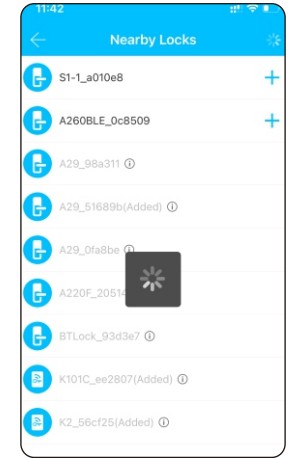 11:42
Nearby Locks
S1-1_a010e8
A260BLE_0c8509
A29_98a311
A29_51689b(Added)
A29_0fa8be
A220F_20514
BTLock_93d3e7
K101C_ee2807(Added)
K2_56cf25(Added)